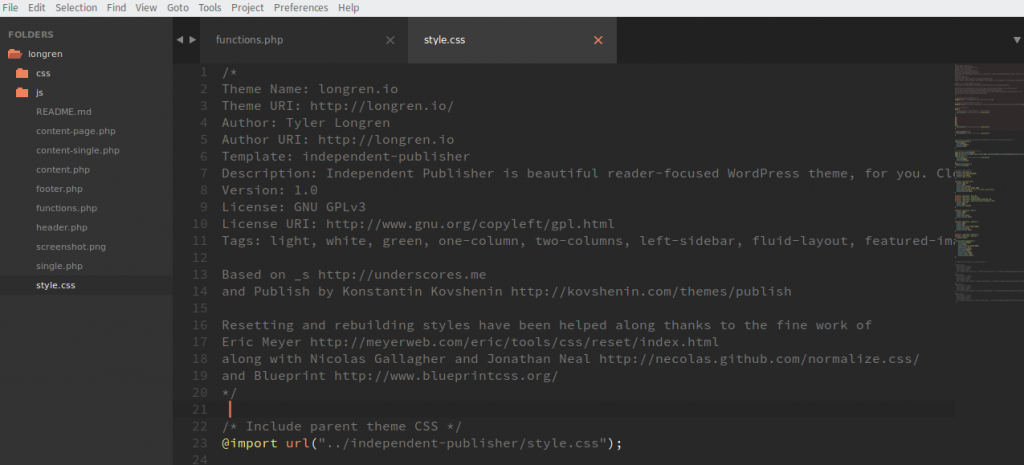 File Edit Selection Find View Goto Tools Project Preferences Help
FOLDERS
longren
css
js
README.md
content-page.php
content-single.php
content.php
footer.php
functions.php
header.php
screenshot.png
single.php
style.css
functions.php
style.css
1 /*
2 Theme Name: longren.io
3 Theme URI: http://longren.io/
4 Author: Tyler Longren
5 Author URI: http://longren.io
6 Template: independent-publisher
7 Description: Independent Publisher is beautiful reader-focused WordPress theme, for you. Cl
8 Version: 1.0
9 License: GNU GPLv3
10 License URI: http://www.gnu.org/copyleft/gpl.html
11 Tags: light, white, green, one-column, two-columns, left-sidebar, fluid-layout, featured-im
12
13 Based on _s http://underscores.me
14 and Publish by Konstantin Kovshenin http://kovshenin.com/themes/publish
15
16 Resetting and rebuilding styles have been helped along thanks to the fine work of
17 Eric Meyer http://meyerweb.com/eric/tools/css/reset/index.html
18 along with Nicolas Gallagher and Jonathan Neal http://necolas.github.com/normalize.css/
19 and Blueprint http://www.blueprintcss.org/
20 */
21
22 /* Include parent theme CSS */
23 @import url("../independent-publisher/style.css");
24